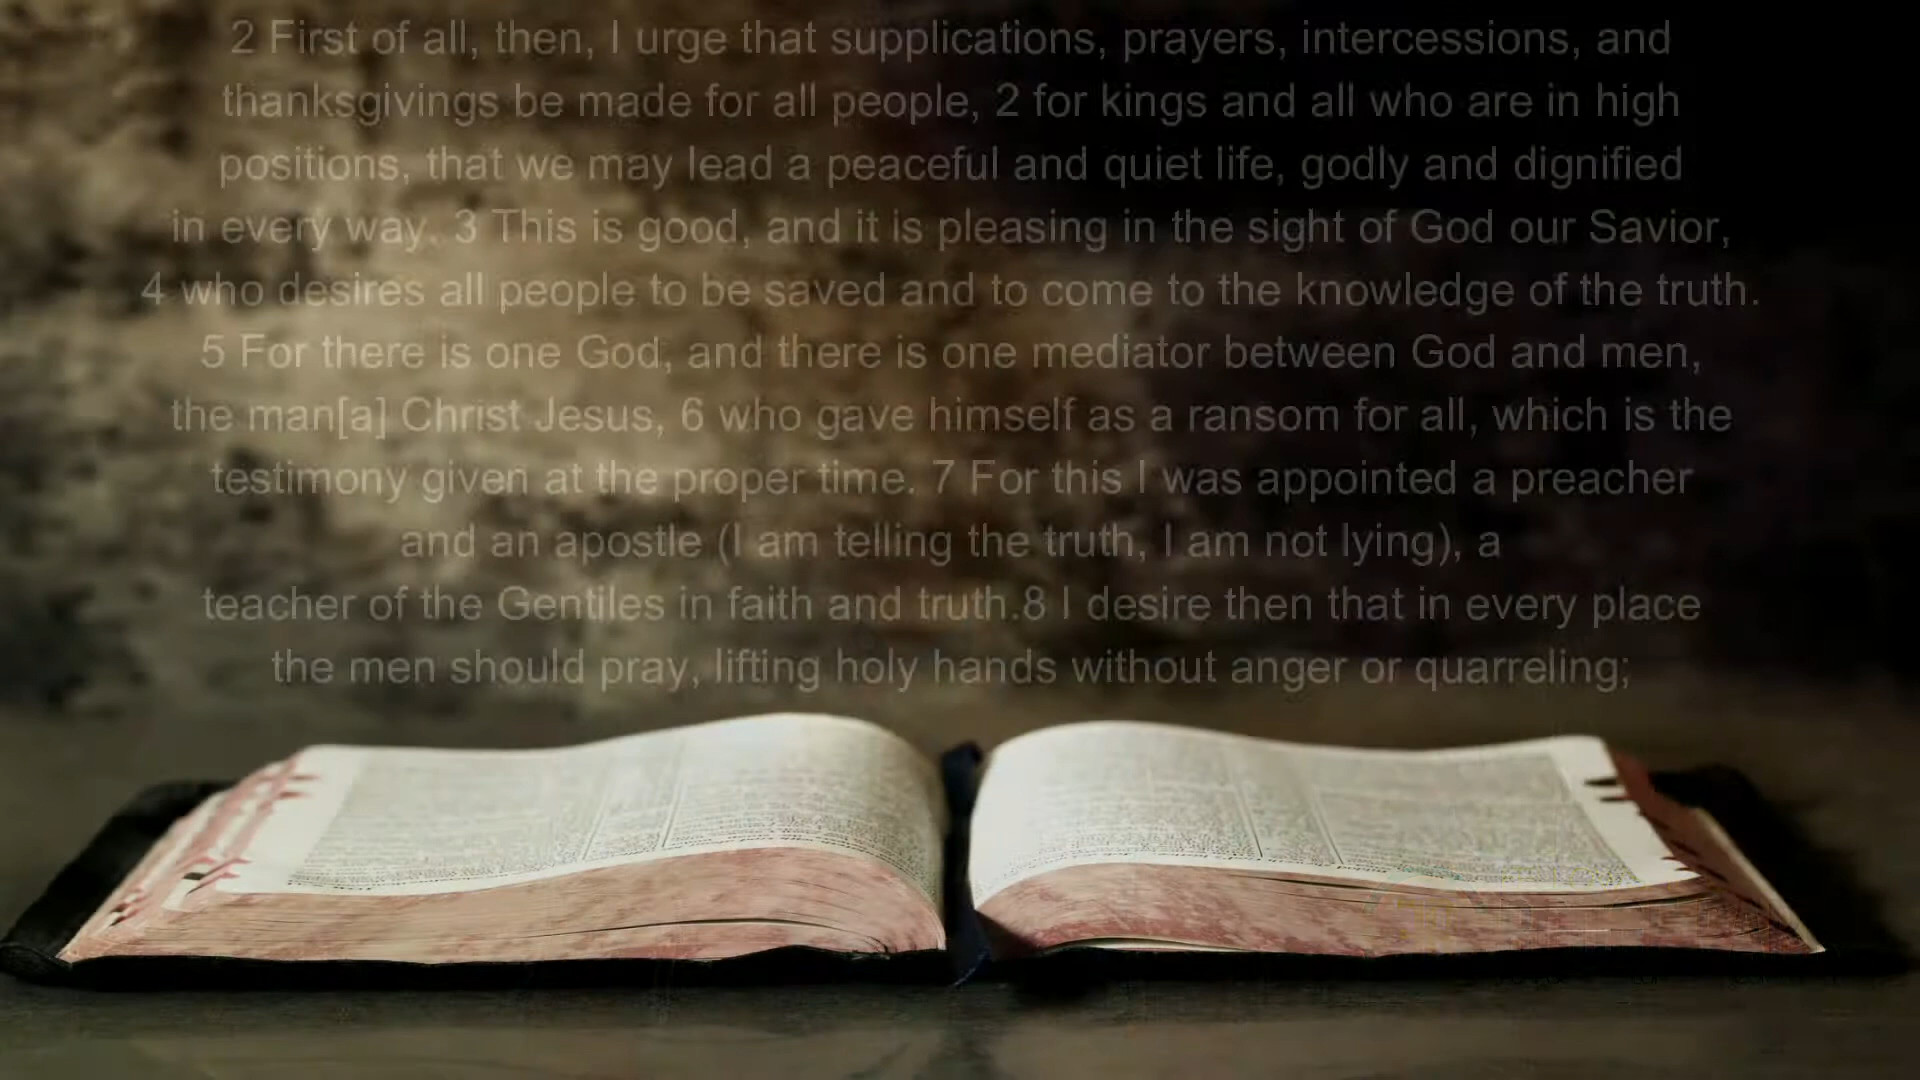 2 First of all, then, I urge that supplications, prayers, intercessions, and
thanksgivings be made for all people, 2 for kings and all who are in high
positions, that we may lead a peaceful and quiet life, godly and dignified
in every way. 3 This is good, and it is pleasing in the sight of God our Savior,
4 who desires all people to be saved and to come to the knowledge of the truth.
5 For there is one God, and there is one mediator between God and men,
the man[a] Christ Jesus, 6 who gave himself as a ransom for all, which is the
testimony given at the proper time. 7 For this I was appointed a preacher
and an apostle (I am telling the truth, I am not lying), a
teacher of the Gentiles in faith and truth.8 I desire then that in every place
the men should pray, lifting holy hands without anger or quarreling;